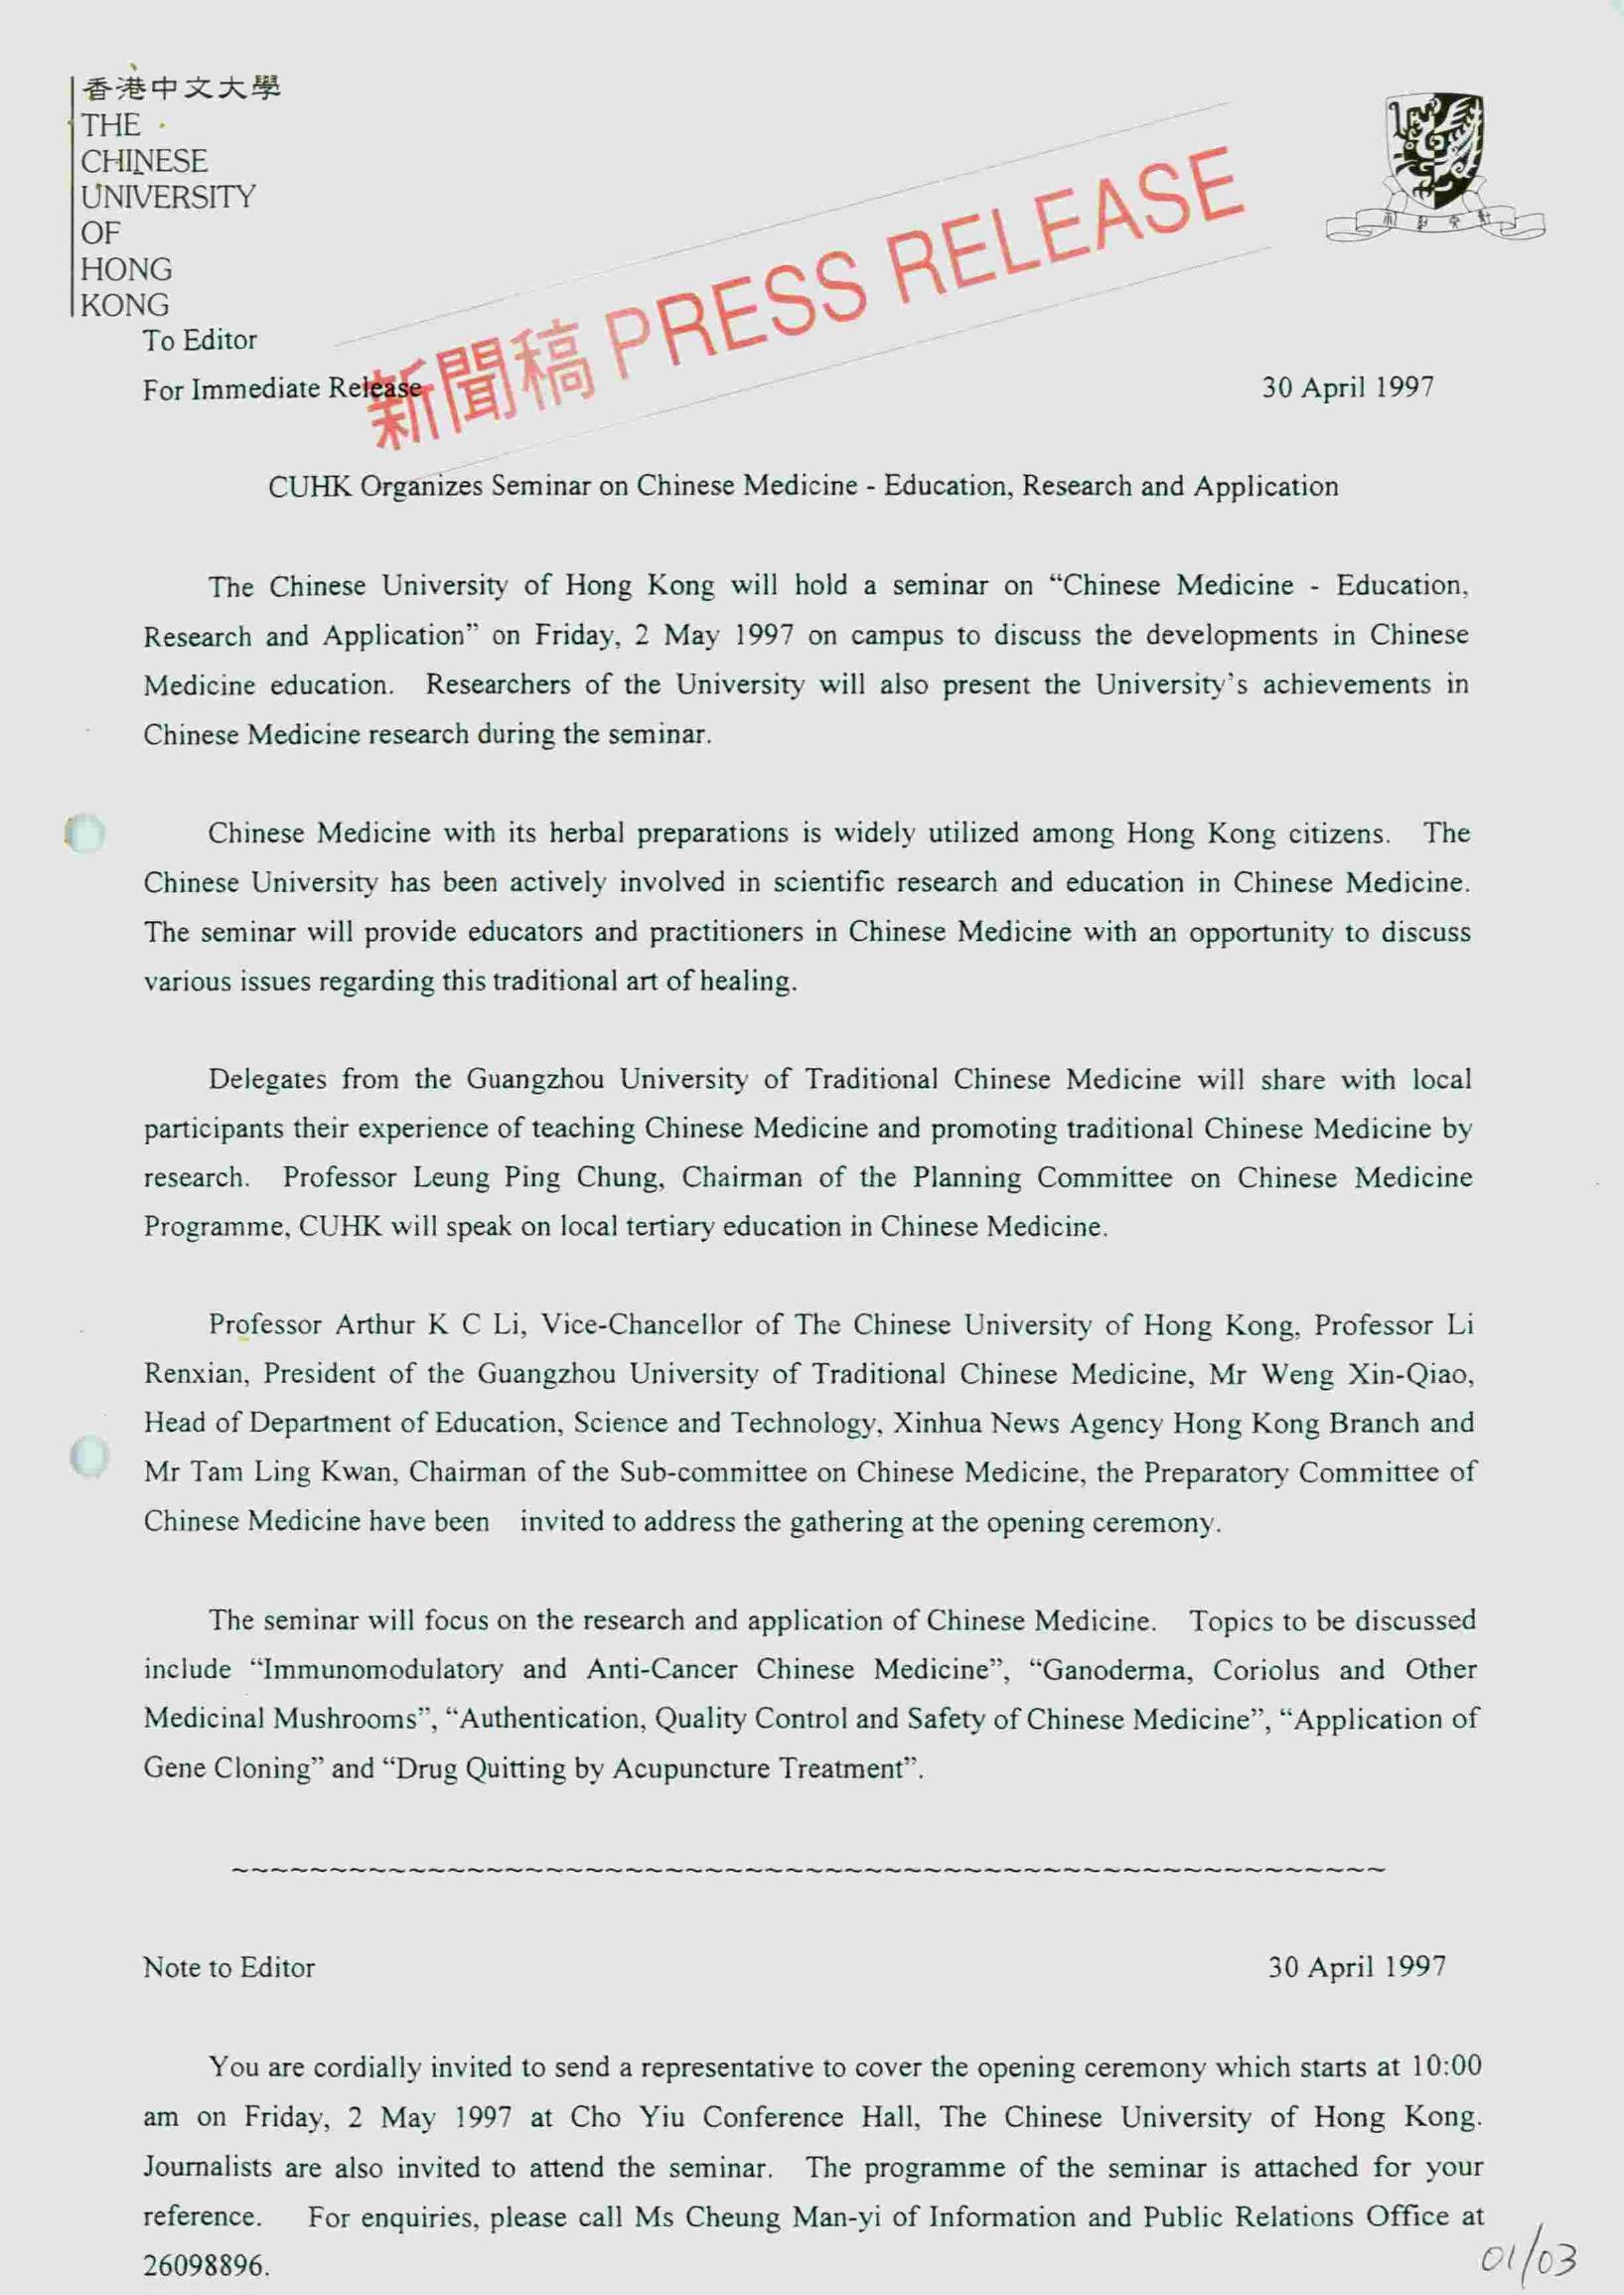 香港中文大學
THE
CHINESE
UNIVERSITY
OF
HONG
KONG
新聞稿 PRESS RELEASE
To Editor
For Immediate Release
30 April 1997
CUHK Organizes Seminar on Chinese Medicine - Education, Research and Application
The Chinese University of Hong Kong will hold a seminar on “Chinese Medicine - Education,
Research and Application” on Friday, 2 May 1997 on campus to discuss the developments in Chinese
Medicine education. Researchers of the University will also present the University’s achievements in
Chinese Medicine research during the seminar.
Chinese Medicine with its herbal preparations is widely utilized among Hong Kong citizens. The
Chinese University has been actively involved in scientific research and education in Chinese Medicine.
The seminar will provide educators and practitioners in Chinese Medicine with an opportunity to discuss
various issues regarding this traditional art of healing.
Delegates from the Guangzhou University of Traditional Chinese Medicine will share with local
participants their experience of teaching Chinese Medicine and promoting traditional Chinese Medicine by
research. Professor Leung Ping Chung, Chairman of the Planning Committee on Chinese Medicine
Programme, CUHK will speak on local tertiary education in Chinese Medicine.
Professor Arthur K C Li, Vice-Chancellor of The Chinese University of Hong Kong, Professor Li
Renxian, President of the Guangzhou University of Traditional Chinese Medicine, Mr Weng Xin-Qiao,
Head of Department of Education, Science and Technology, Xinhua News Agency Hong Kong Branch and
Mr Tam Ling Kwan, Chairman of the Sub-committee on Chinese Medicine, the Preparatory Committee of
Chinese Medicine have been invited to address the gathering at the opening ceremony.
The seminar will focus on the research and application of Chinese Medicine. Topics to be discussed
include “Immunomodulatory and Anti-Cancer Chinese Medicine”, “Ganoderma, Coriolus and Other
Medicinal Mushrooms”, “Authentication, Quality Control and Safety of Chinese Medicine”, “Application of
Gene Cloning” and “Drug Quitting by Acupuncture Treatment”.
~~~~~~~~~~~~~~~~~~~~~~~~~~~~~~~~~~~~~~~~~~~~~~~~~~~~~~~~~~
Note to Editor
30 April 1997
You are cordially invited to send a representative to cover the opening ceremony which starts at 10:00
am on Friday, 2 May 1997 at Cho Yiu Conference Hall, The Chinese University of Hong Kong.
Journalists are also invited to attend the seminar. The programme of the seminar is attached for your
reference. For enquiries, please call Ms Cheung Man-yi of Information and Public Relations Office at
26098896.
01/03